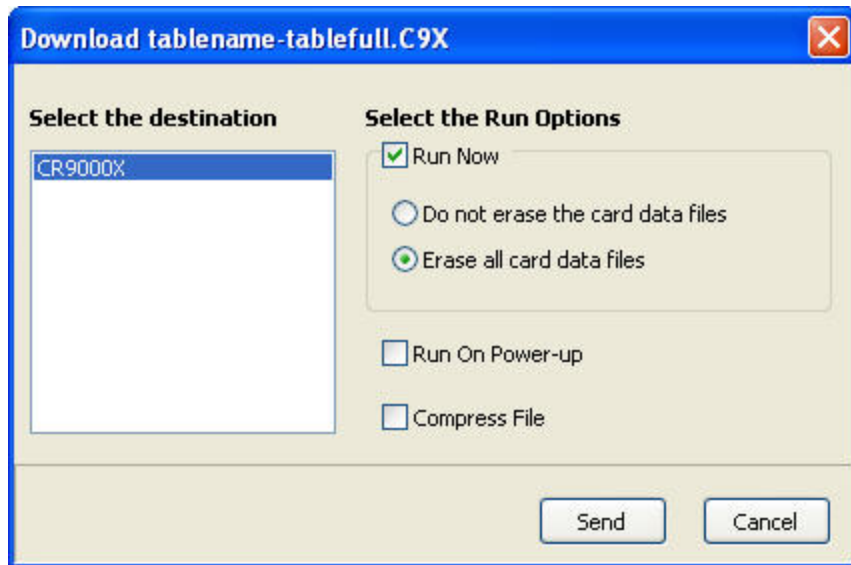 Download tablename-tablefull.C9X
Select the destination
CR9000X
Select the Run Options
Run Now
Do not erase the card data files
Erase all card data files
Run On Power-up
Compress File
Send
Cancel